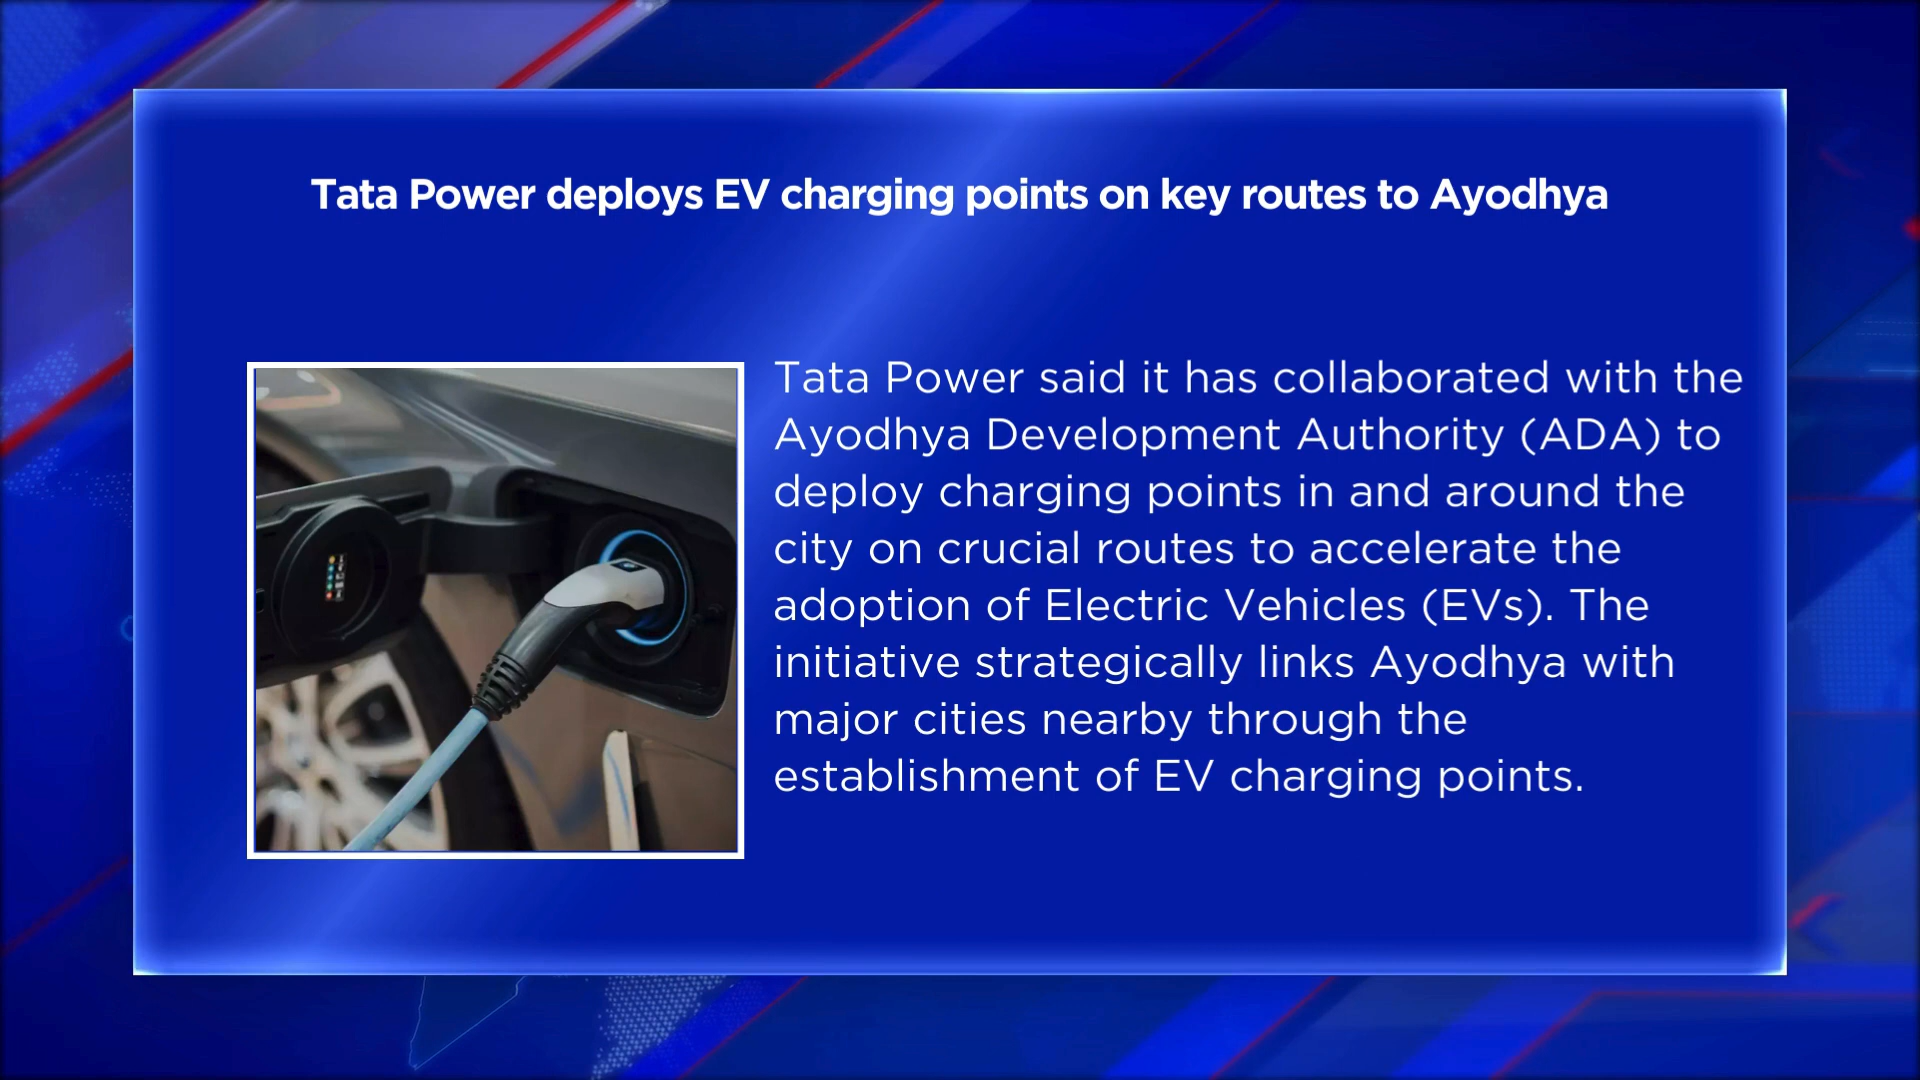 Tata Power deploys EV charging points on key routes to Ayodhya
Tata Power said it has collaborated with the
Ayodhya Development Authority (ADA) to
deploy charging points in and around the
city on crucial routes to accelerate the
adoption of Electric Vehicles (EVs). The
initiative strategically links Ayodhya with
major cities nearby through the
establishment of EV charging points.